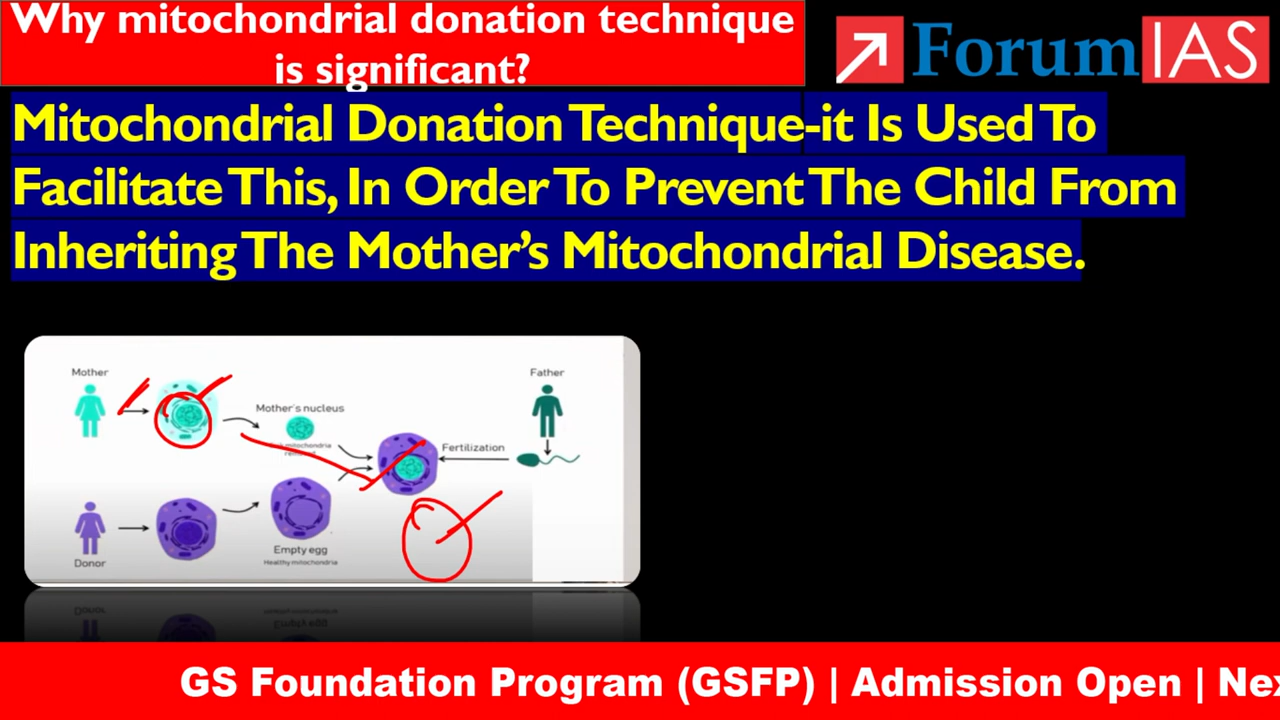 Why mitochondrial donation technique
is significant?
ForumIAS
Mitochondrial Donation Technique-it Is Used To
Facilitate This, In Order To Prevent The Child From
Inheriting The Mother's Mitochondrial Disease.
Mother
Father
Mother's nucleus
mitochondria
Fertilization
Empty egg
Healthy mitochondria
Donor
GS Foundation Program (GSFP) | Admission Open | Nex